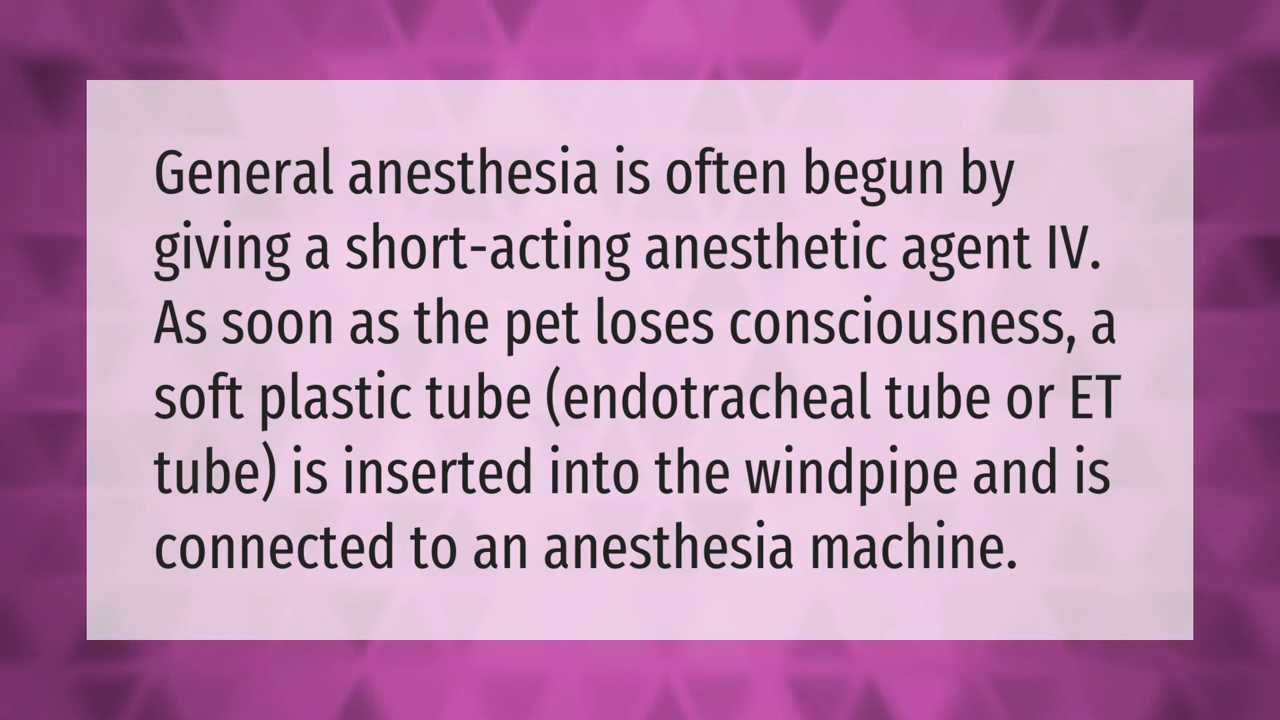 General anesthesia is often begun by
giving a short-acting anesthetic agent IV.
As soon as the pet loses consciousness, a
soft plastic tube (endotracheal tube or ET
tube) is inserted into the windpipe and is
connected to an anesthesia machine.